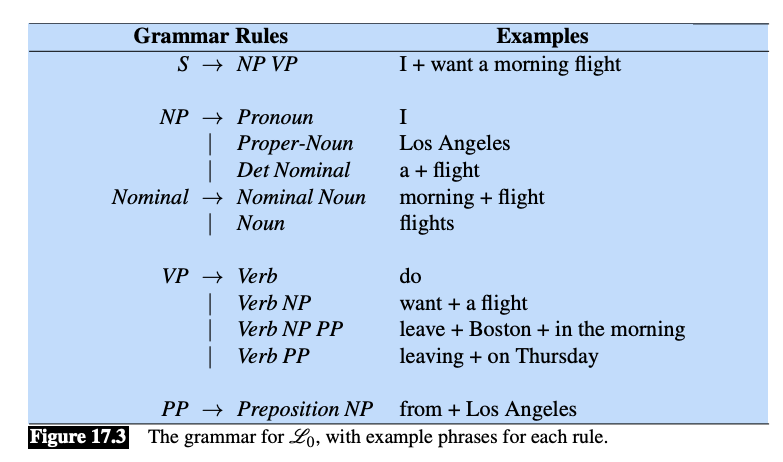 Grammar Rules Examples
S → NP VP I + want a morning flight
NP → Pronoun I
| Proper-Noun Los Angeles
| Det Nominal a + flight
Nominal → Nominal Noun morning + flight
| Noun flights
VP → Verb do
| Verb NP want + a flight
| Verb NP PP leave + Boston + in the morning
| Verb PP leaving + on Thursday
PP → Preposition NP from + Los Angeles
Figure 17.3 The grammar for ℒ₀, with example phrases for each rule.